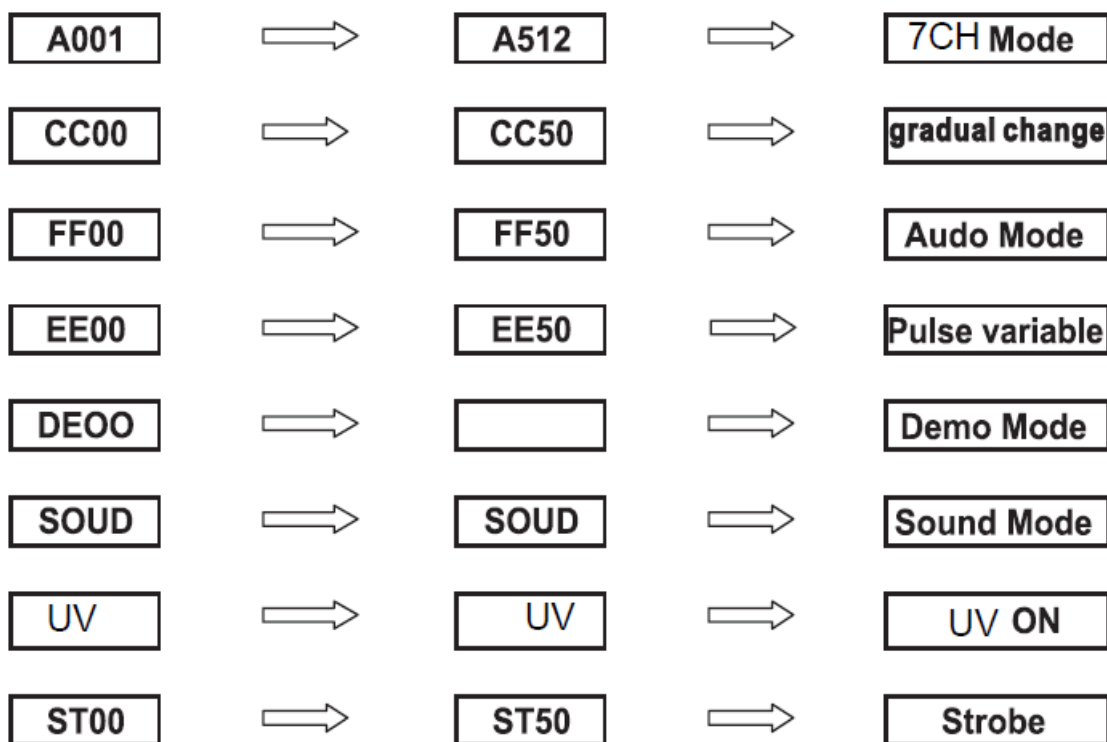 A001 A512 7CH Mode
CC00 CC50 gradual change
FF00 FF50 Audo Mode
EE00 EE50 Pulse variable
DEOO Demo Mode
SOUD SOUD Sound Mode
UV UV UV ON
ST00 ST50 Strobe